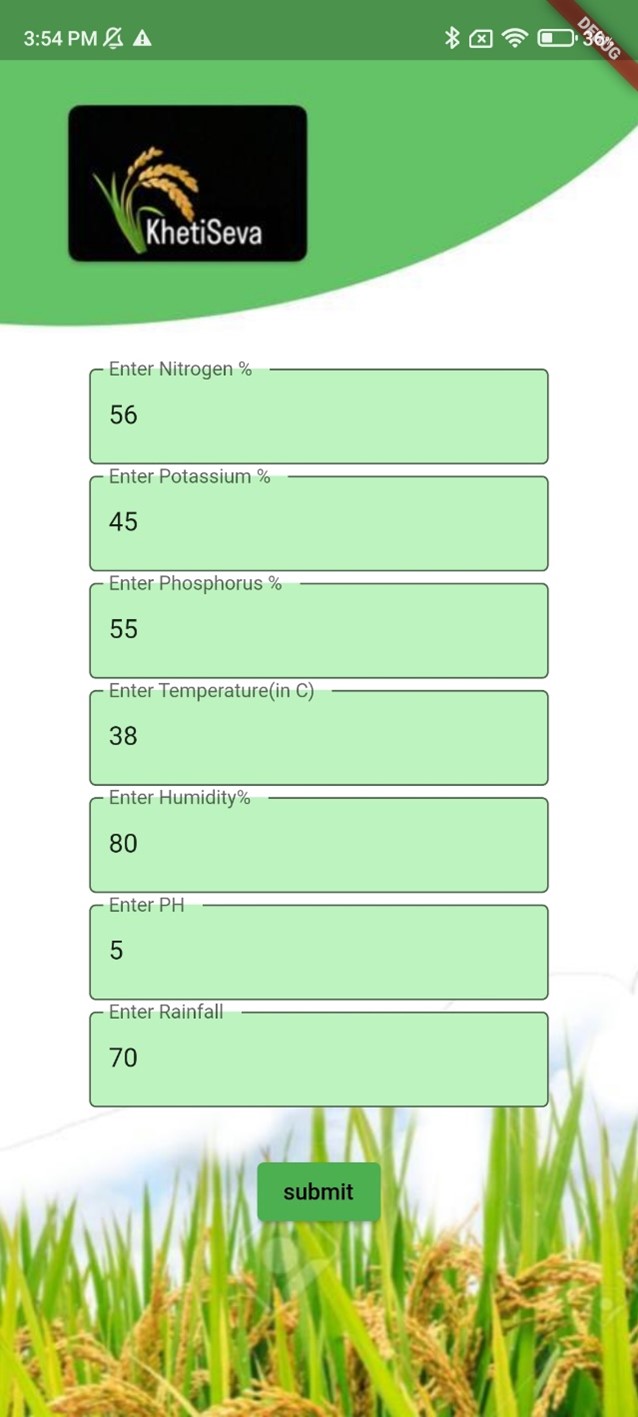 3:54 PM 36%
DEBUG
KhetiSeva
Enter Nitrogen %
56
Enter Potassium %
45
Enter Phosphorus %
55
Enter Temperature(in C)
38
Enter Humidity%
80
Enter PH
5
Enter Rainfall
70
submit